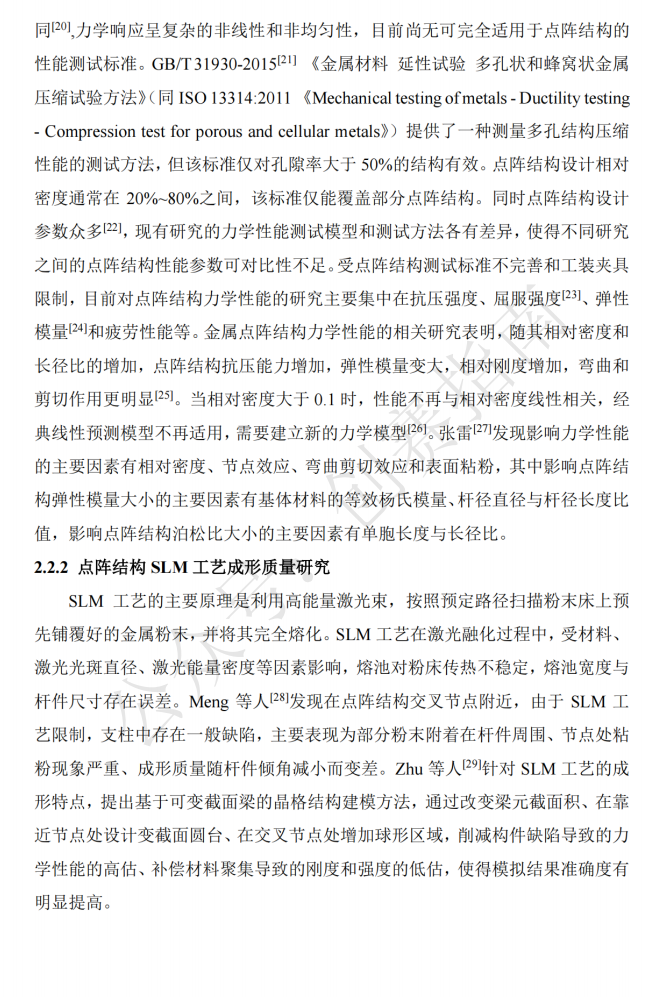 同[20],力学响应呈复杂的非线性和非均匀性，目前尚无可完全适用于点阵结构的
性能测试标准。GB/T 31930-2015[21] 《金属材料 延性试验 多孔状和蜂窝状金属
压缩试验方法》（同 ISO 13314:2011 《Mechanical testing of metals - Ductility testing
- Compression test for porous and cellular metals》）提供了一种测量多孔结构压缩
性能的测试方法，但该标准仅对孔隙率大于 50%的结构有效。点阵结构设计相对
密度通常在 20%~80%之间，该标准仅能覆盖部分点阵结构。同时点阵结构设计
参数众多[22]，现有研究的力学性能测试模型和测试方法各有差异，使得不同研究
之间的点阵结构性能参数可对比性不足。受点阵结构测试标准不完善和工装夹具
限制，目前对点阵结构力学性能的研究主要集中在抗压强度、屈服强度[23]、弹性
模量[24]和疲劳性能等。金属点阵结构力学性能的相关研究表明，随其相对密度和
长径比的增加，点阵结构抗压能力增加，弹性模量变大，相对刚度增加，弯曲和
剪切作用更明显[25]。当相对密度大于 0.1 时，性能不再与相对密度线性相关，经
典线性预测模型不再适用，需要建立新的力学模型[26]。张雷[27]发现影响力学性能
的主要因素有相对密度、节点效应、弯曲剪切效应和表面粘粉，其中影响点阵结
构弹性模量大小的主要因素有基体材料的等效杨氏模量、杆径直径与杆径长度比
值，影响点阵结构泊松比大小的主要因素有单胞长度与长径比。
2.2.2 点阵结构 SLM 工艺成形质量研究
SLM 工艺的主要原理是利用高能量激光束，按照预定路径扫描粉末床上预
先铺覆好的金属粉末，并将其完全熔化。SLM 工艺在激光融化过程中，受材料、
激光光斑直径、激光能量密度等因素影响，熔池对粉床传热不稳定，熔池宽度与
杆件尺寸存在误差。Meng 等人[28]发现在点阵结构交叉节点附近，由于 SLM 工
艺限制，支柱中存在一般缺陷，主要表现为部分粉末附着在杆件周围、节点处粘
粉现象严重、成形质量随杆件倾角减小而变差。Zhu 等人[29]针对 SLM 工艺的成
形特点，提出基于可变截面梁的晶格结构建模方法，通过改变梁元截面积、在靠
近节点处设计变截面圆台、在交叉节点处增加球形区域，削减构件缺陷导致的力
学性能的高估、补偿材料聚集导致的刚度和强度的低估，使得模拟结果准确度有
明显提高。
公众号：创赛指南